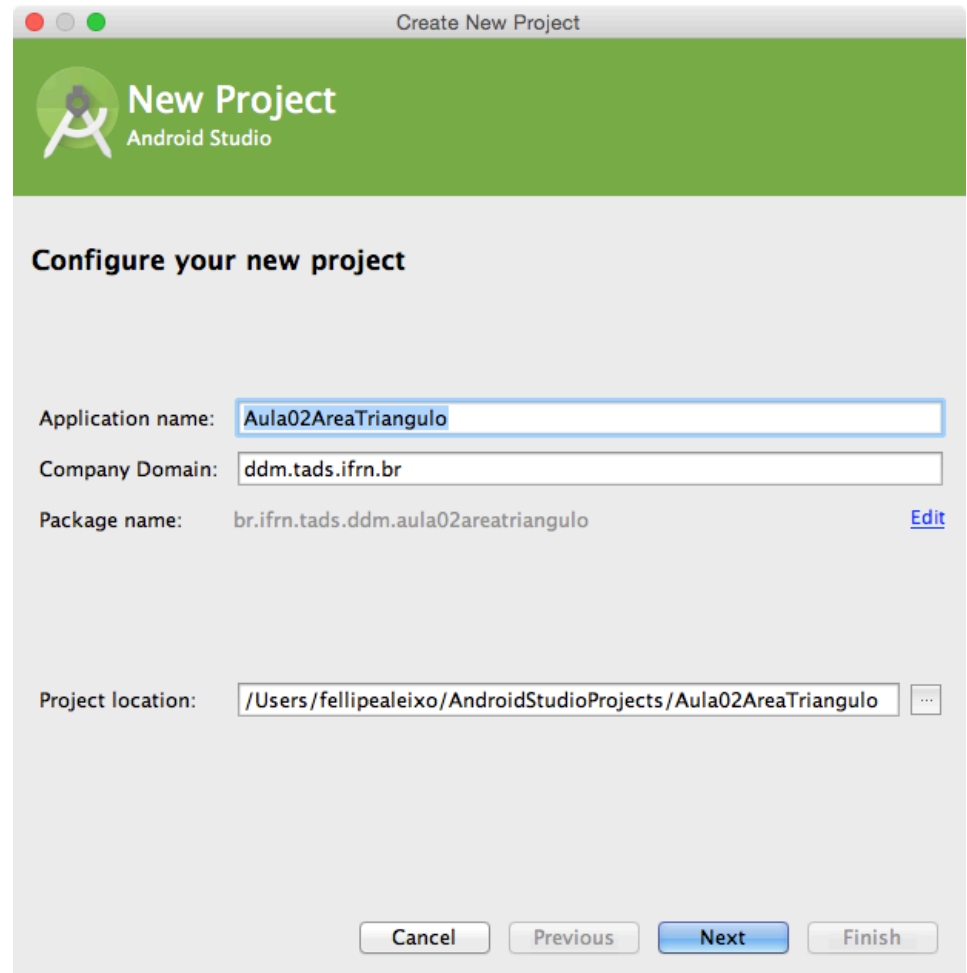 Create New Project
New Project
Android Studio
Configure your new project
Application name: Aula02AreaTriangulo
Company Domain: ddm.tads.ifrn.br
Package name: br.ifrn.tads.ddm.aula02areatriangulo Edit
Project location: /Users/fellipealeixo/AndroidStudioProjects/Aula02AreaTriangulo ...
Cancel Previous Next Finish